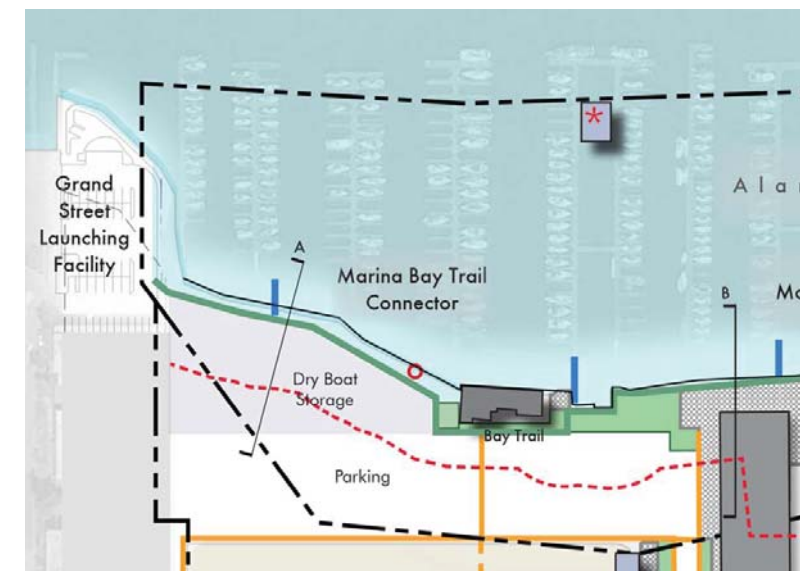 Grand
Street
Launching
Facility
A
Marina Bay Trail
Connector
A l a
B
Dry Boat
Storage
Bay Trail
Parking
*